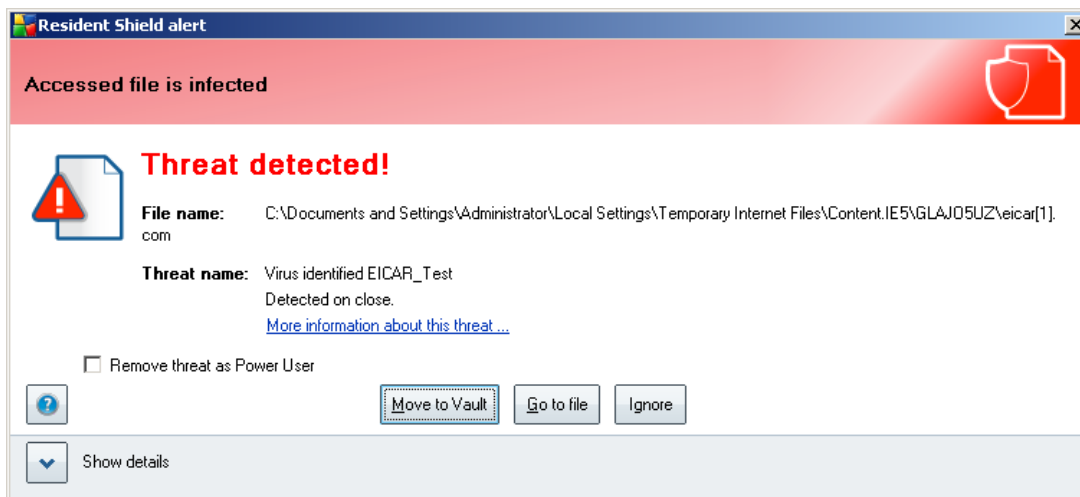 Resident Shield alert
Accessed file is infected
Threat detected!
File name: C:\Documents and Settings\Administrator\Local Settings\Temporary Internet Files\Content.IE5\GLAJO5UZ\eicar[1].
com
Threat name: Virus identified EICAR_Test
Detected on close.
More information about this threat ...
Remove threat as Power User
Move to Vault Go to file Ignore
Show details